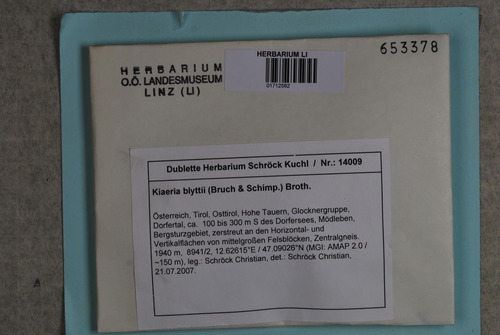 HERBARIUM
O.Ö. LANDESMUSEUM
LINZ (LI)
HERBARIUM LI
01712582
653378
Dublette Herbarium Schröck Kuchl / Nr.: 14009
Kiaeria blyttii (Bruch & Schimp.) Broth.
Österreich, Tirol, Osttirol, Hohe Tauern, Glocknergruppe,
Dorfertal, ca. 100 bis 300 m S des Dorfersees, Mödleben,
Bergsturzgebiet, zerstreut an den Horizontal- und
Vertikalflächen von mittelgroßen Felsblöcken, Zentralgneis.
1940 m, 8941/2, 12.62615°E / 47.09026°N (MGI: AMAP 2.0 /
~150 m), leg.: Schröck Christian, det.: Schröck Christian,
21.07.2007.